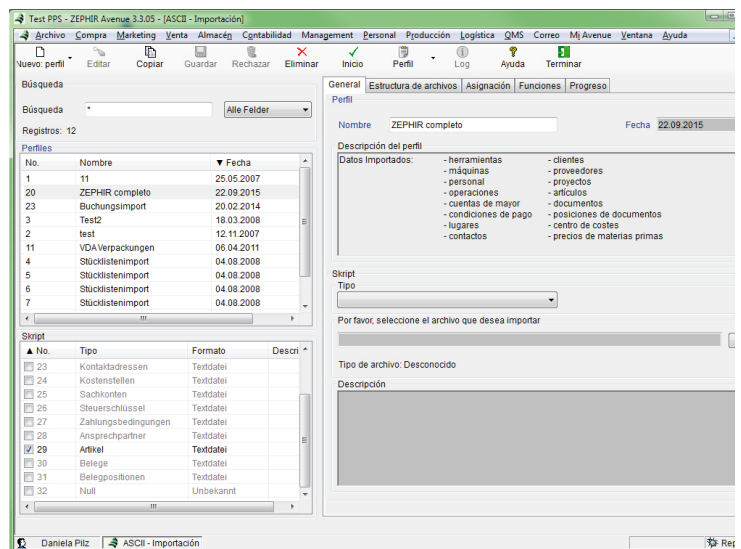 Test PPS - ZEPHIR Avenue 3.3.05 - [ASCII - Importación]
Archivo Compra Marketing Venta Almacén Contabilidad Management Personal Producción Logística QMS Correo Mi Avenue Ventana Ayuda
Nuevo: perfil Editar Copiar Guardar Rechazar Eliminar Inicio Perfil Log Ayuda Terminar
Búsqueda
Búsqueda * Alle Felder
Registros: 12
Perfiles
No. Nombre ▼ Fecha
1 11 25.05.2007
20 ZEPHIR completo 22.09.2015
23 Buchungsimport 20.02.2014
3 Test2 18.03.2008
2 test 12.11.2007
11 VDA Verpackungen 06.04.2011
4 Stücklistenimport 04.08.2008
5 Stücklistenimport 04.08.2008
6 Stücklistenimport 04.08.2008
7 Stücklistenimport 04.08.2008
Skript
▲ No. Tipo Formato Descri
23 Kontaktadressen Textdatei
24 Kostenstellen Textdatei
25 Sachkonten Textdatei
26 Steuerschlüssel Textdatei
27 Zahlungsbedingungen Textdatei
28 Ansprechpartner Textdatei
29 Artikel Textdatei
30 Belege Textdatei
31 Belegpositionen Textdatei
32 Null Unbekannt
General Estructura de archivos Asignación Funciones Progreso
Perfil
Nombre ZEPHIR completo Fecha 22.09.2015
Descripción del perfil
Datos Importados: - herramientas - clientes
- máquinas - proveedores
- personal - proyectos
- operaciones - artículos
- cuentas de mayor - documentos
- condiciones de pago - posiciones de documentos
- lugares - centro de costes
- contactos - precios de materias primas
Skript
Tipo
Por favor, seleccione el archivo que desea importar
Tipo de archivo: Desconocido
Descripción
Daniela Pilz ASCII - Importación Rep